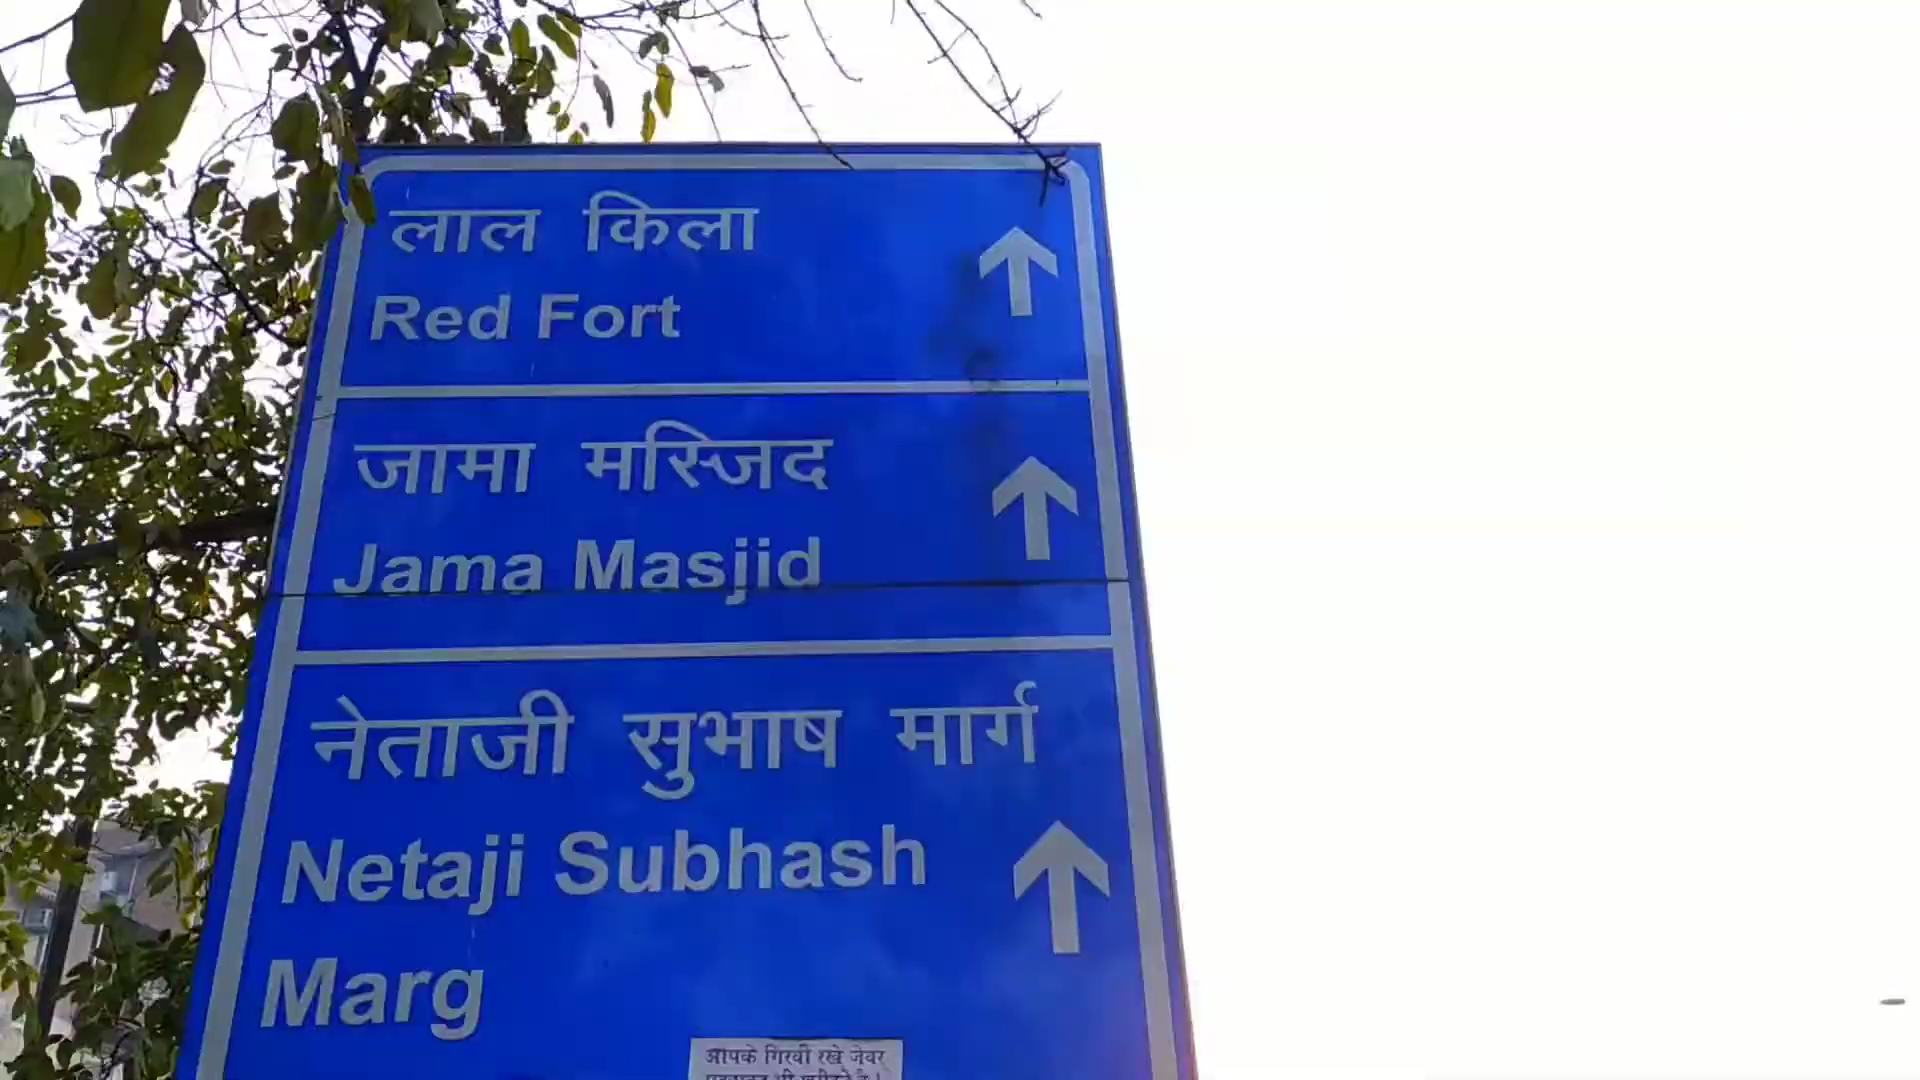 लाल किला
Red Fort
जामा मस्जिद
Jama Masjid
नेताजी सुभाष मार्ग
Netaji Subhash
Marg
आपके गिरवी रखे जेवर